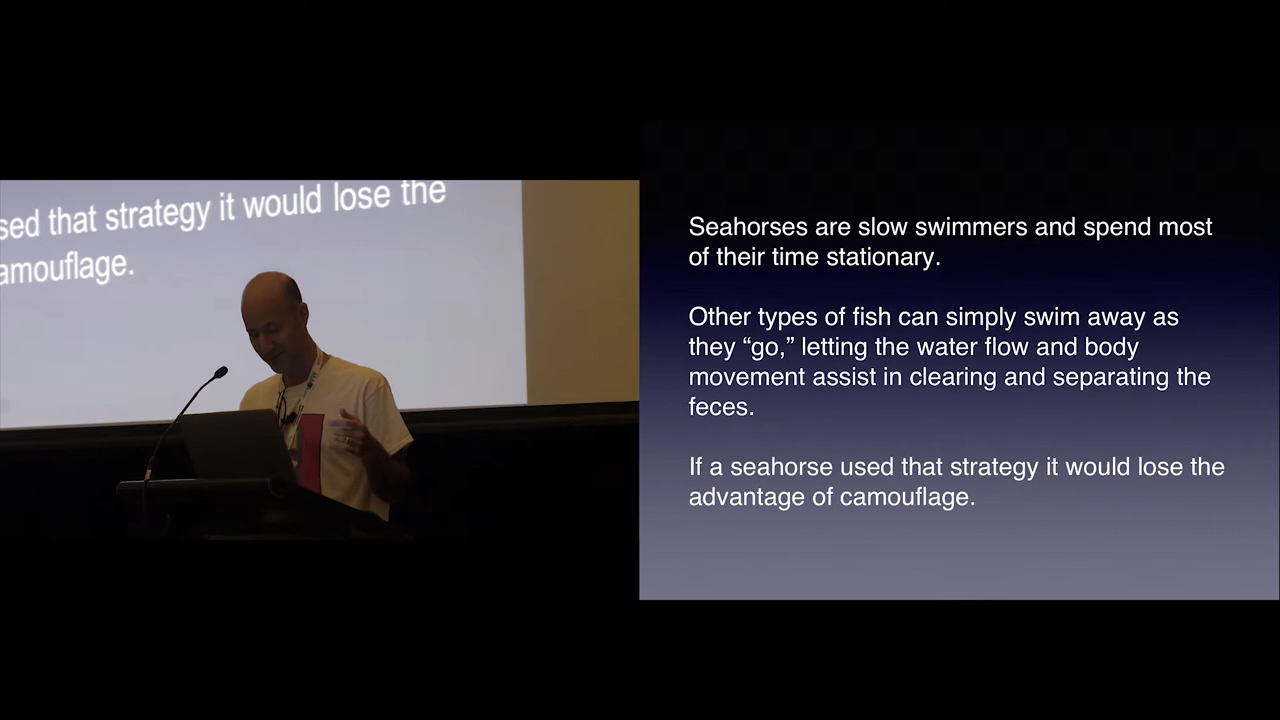 sed that strategy it would lose the
amouflage.
Seahorses are slow swimmers and spend most
of their time stationary.
Other types of fish can simply swim away as
they “go,” letting the water flow and body
movement assist in clearing and separating the
feces.
If a seahorse used that strategy it would lose the
advantage of camouflage.